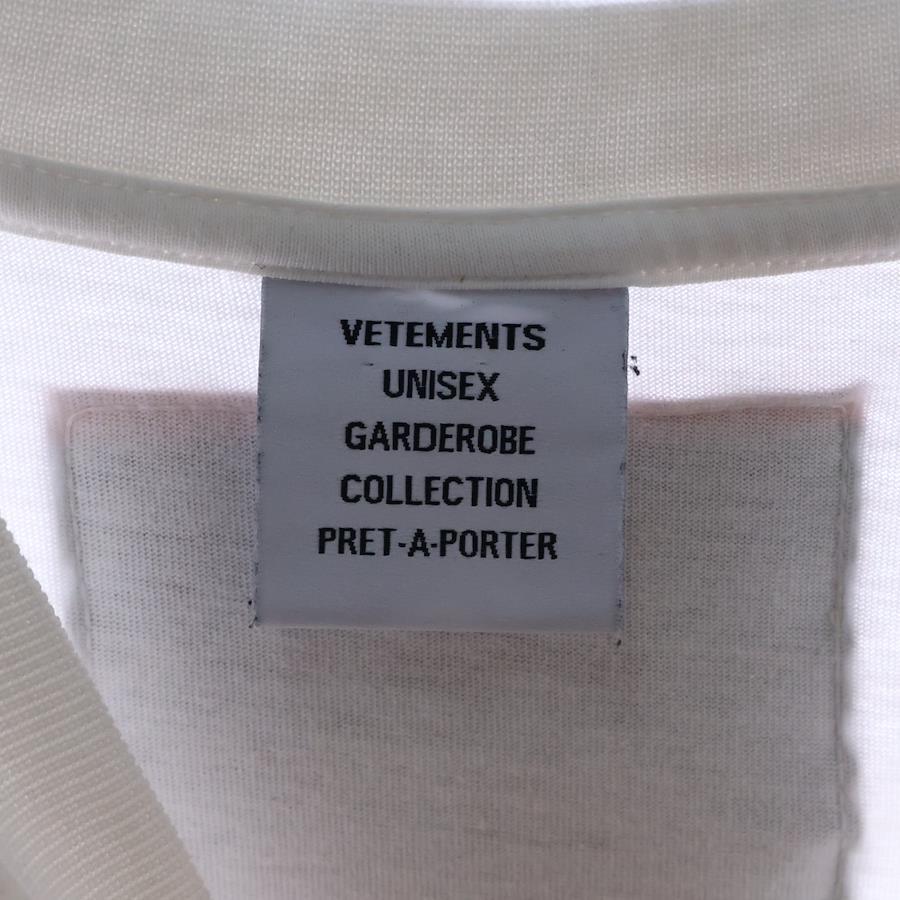 VETEMENTS
UNISEX
GARDEROBE
COLLECTION
PRET-A-PORTER